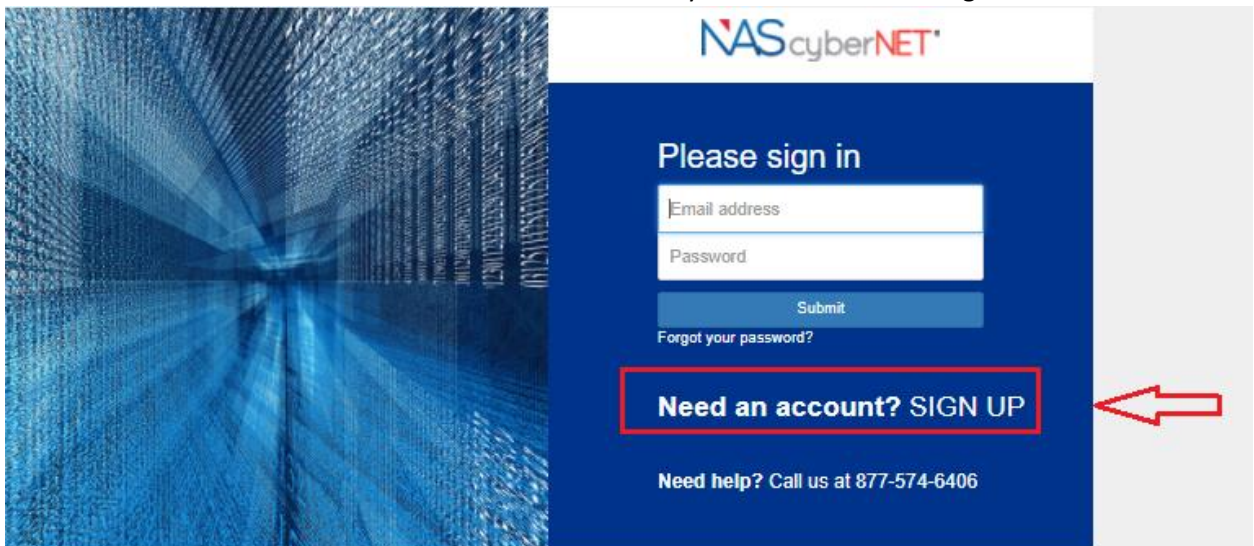 NAScyberNET
Please sign in
Email address
Password
Submit
Forgot your password?
Need an account? SIGN UP
Need help? Call us at 877-574-6406